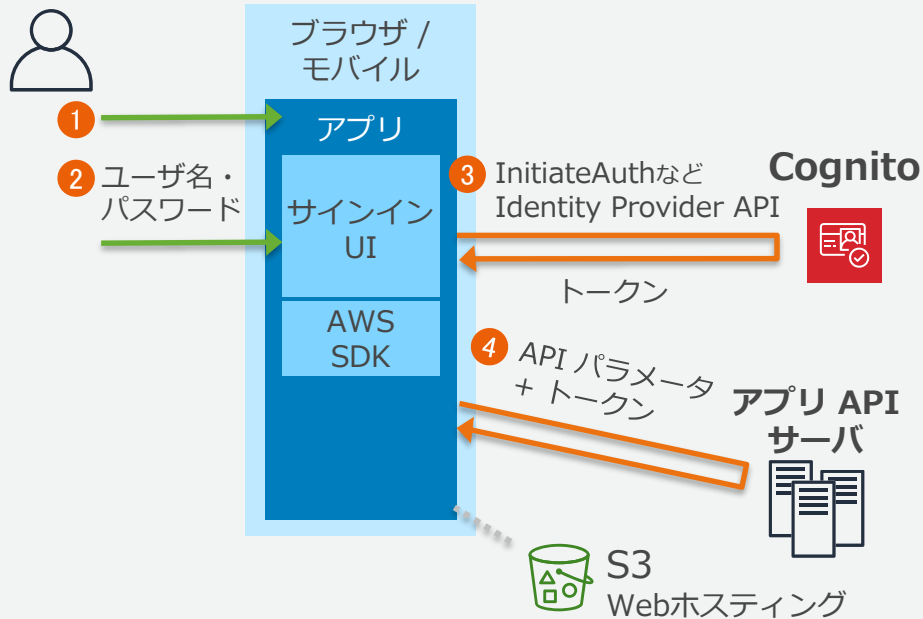 ブラウザ /
モバイル
1
アプリ
2 ユーザ名・
パスワード
サインイン
UI
AWS
SDK
3 InitiateAuthなど
Identity Provider API
Cognito
トークン
4 API パラメータ
+ トークン
アプリ API
サーバ
S3
Webホスティング